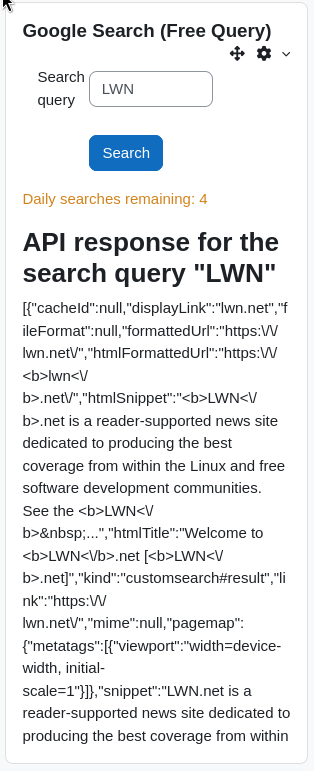 Google Search (Free Query)
Search
query
LWN
Search
Daily searches remaining: 4
API response for the
search query "LWN"
[{"cacheId":null,"displayLink":"lwn.net","f
ileFormat":null,"formattedUrl":"https:\/\/
lwn.net\/","htmlFormattedUrl":"https:\/\/
<b>lwn<\/
b>.net\/","htmlSnippet":"<b>LWN<\/
b>.net is a reader-supported news site
dedicated to producing the best
coverage from within the Linux and free
software development communities.
See the <b>LWN<\/
b>&nbsp;...","htmlTitle":"Welcome to
<b>LWN<\/b>.net [<b>LWN<\/
b>.net]","kind":"customsearch#result","li
nk":"https:\/\/
lwn.net\/","mime":null,"pagemap":
{"metatags":[{"viewport":"width=device-
width, initial-
scale=1"}]},"snippet":"LWN.net is a
reader-supported news site dedicated to
producing the best coverage from within